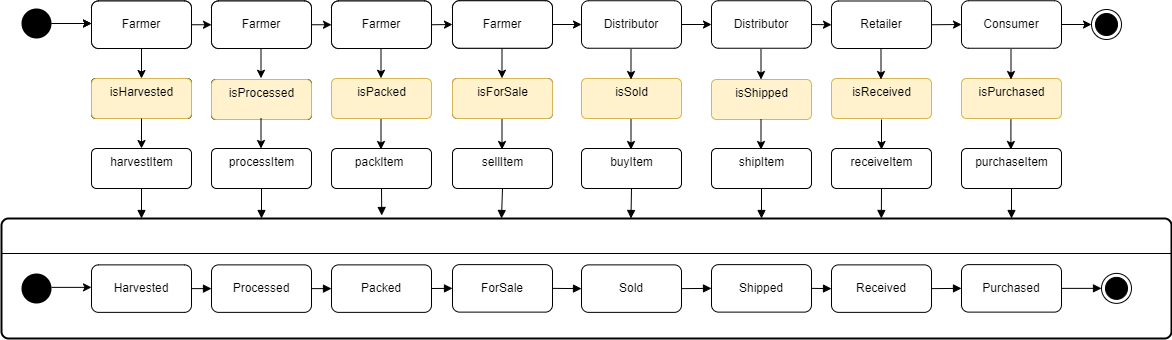 Farmer Farmer Farmer Farmer Distributor Distributor Retailer Consumer
isHarvested isProcessed isPacked isForSale isSold isShipped isReceived isPurchased
harvestItem processItem packItem sellItem buyItem shipItem receiveItem purchaseItem
Harvested Processed Packed ForSale Sold Shipped Received Purchased